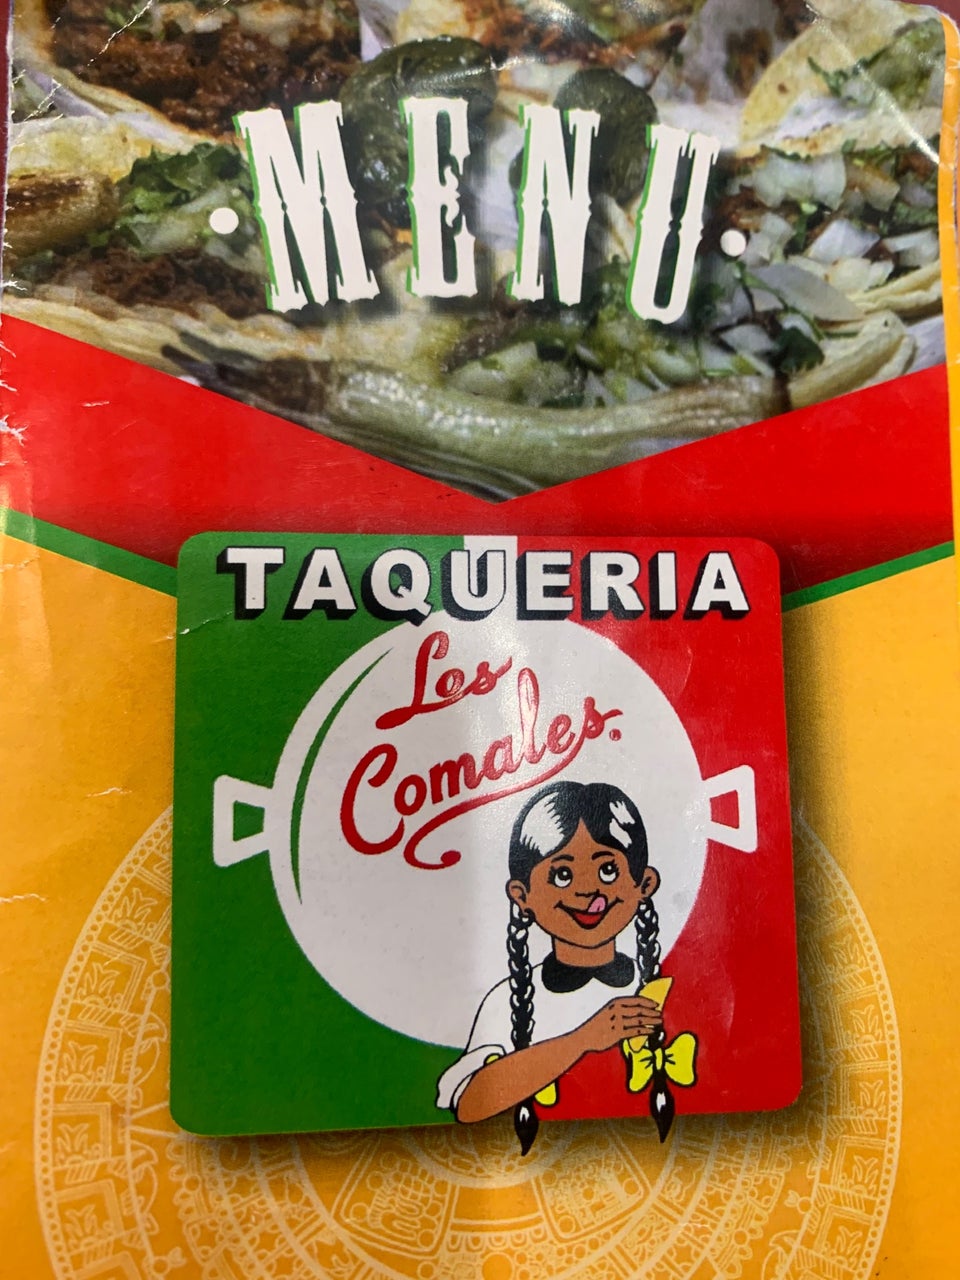 MENU
TAQUERIA
Los
Comales.